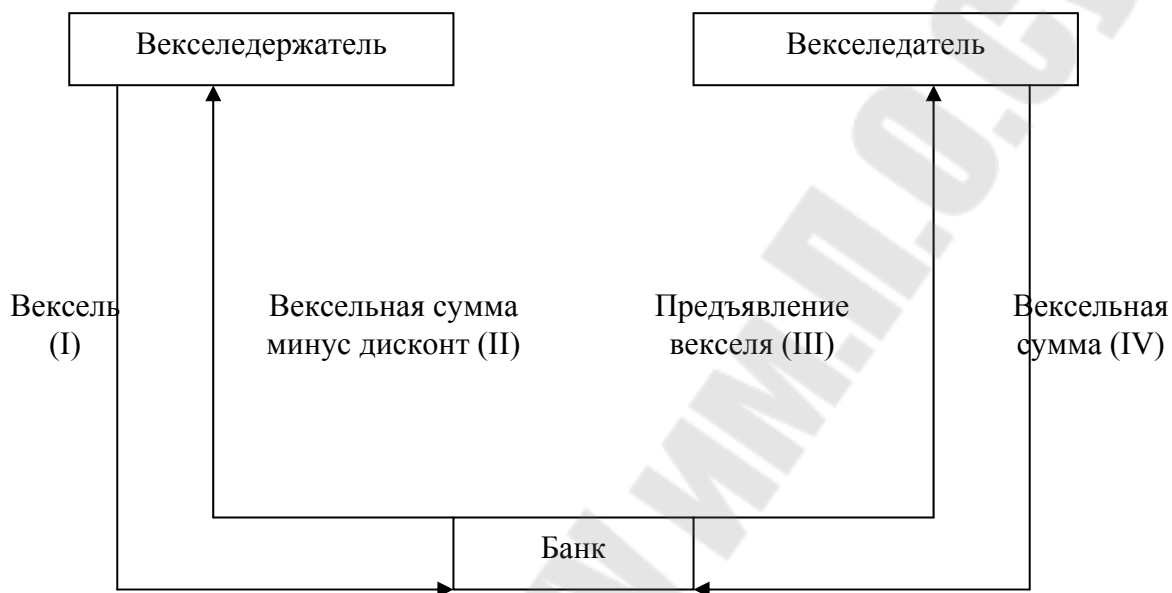 Векселедержатель
Векселедатель
Вексель
(I)
Вексельная сумма
минус дисконт (II)
Предъявление
векселя (III)
Вексельная
сумма (IV)
Банк